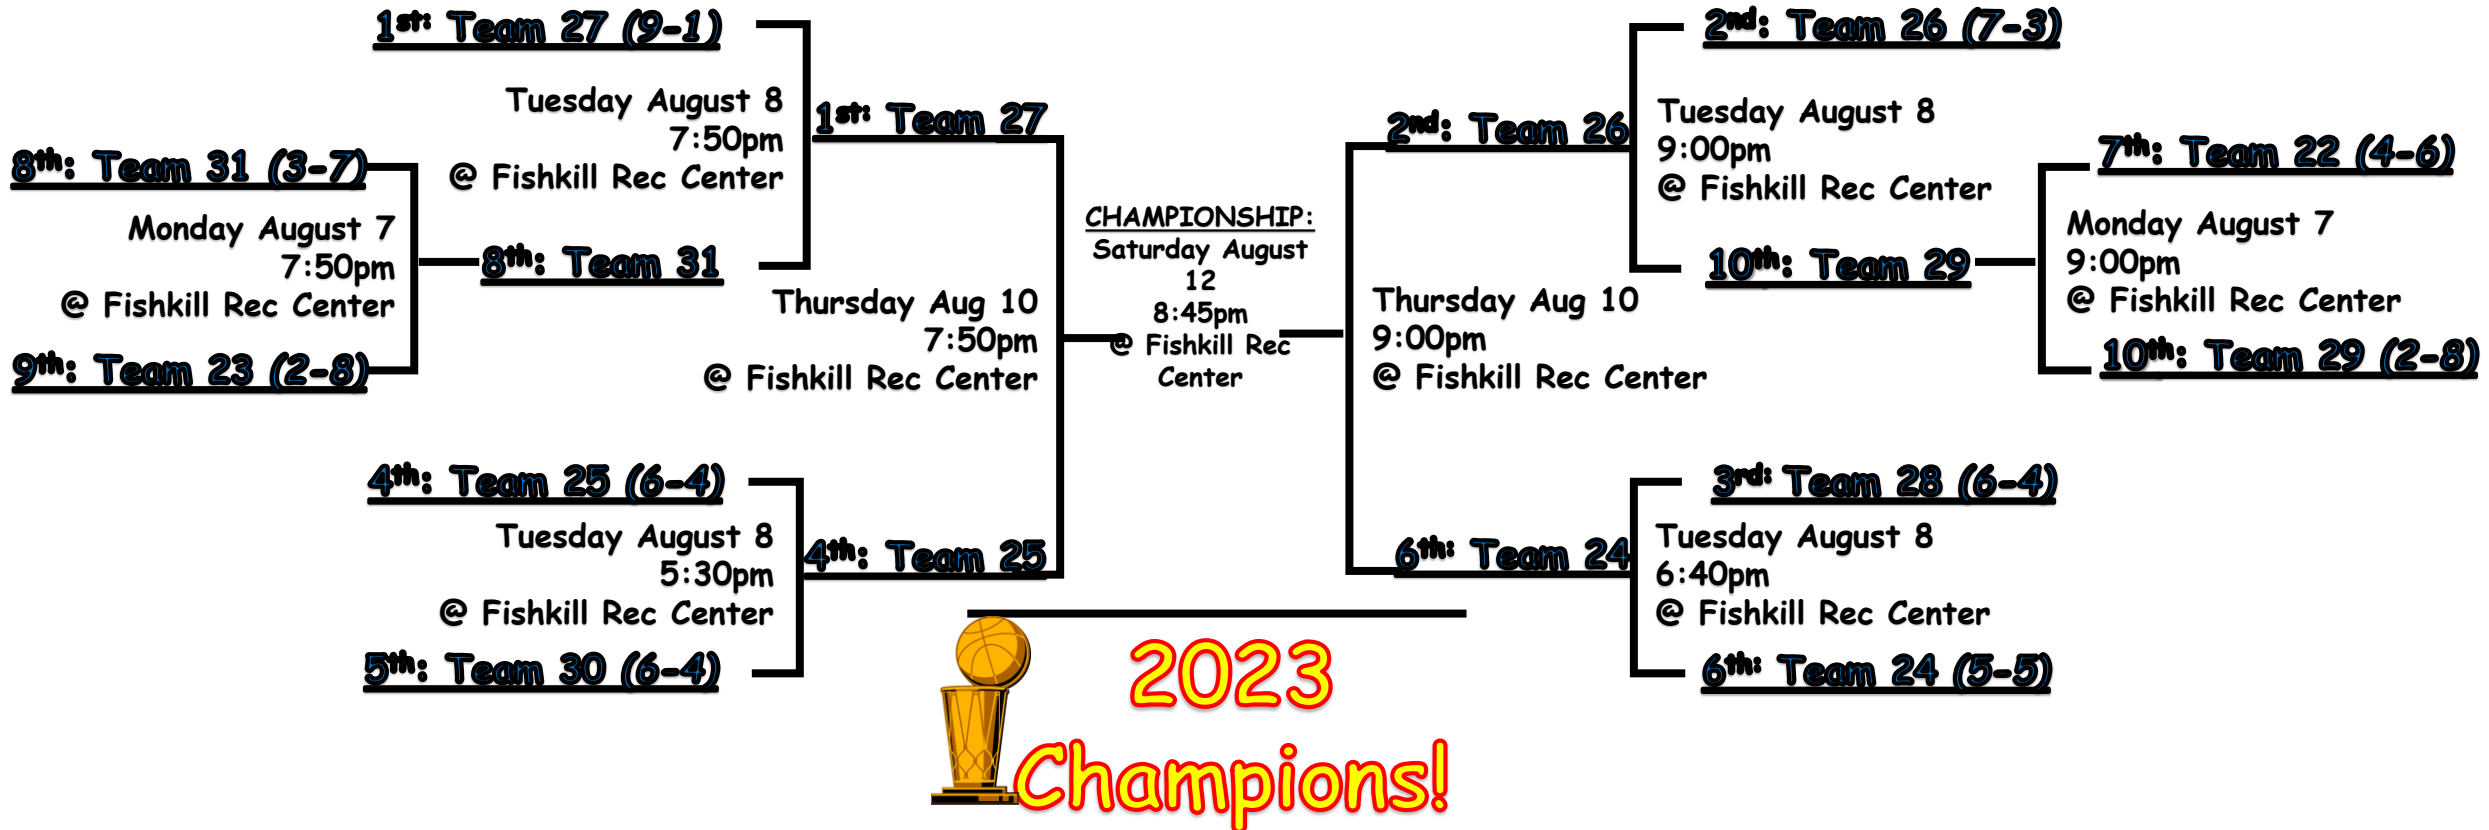 1st: Team 27 (9-1)
Tuesday August 8
7:50pm
@ Fishkill Rec Center
1st: Team 27
8th: Team 31 (3-7)
Monday August 7
7:50pm
@ Fishkill Rec Center
8th: Team 31
9th: Team 23 (2-8)
Thursday Aug 10
7:50pm
@ Fishkill Rec Center
4th: Team 25 (6-4)
Tuesday August 8
5:30pm
@ Fishkill Rec Center
4th: Team 25
5th: Team 30 (6-4)
CHAMPIONSHIP:
Saturday August
12
8:45pm
@ Fishkill Rec
Center
2nd: Team 26 (7-3)
2nd: Team 26
Tuesday August 8
9:00pm
@ Fishkill Rec Center
7th: Team 22 (4-6)
Monday August 7
9:00pm
@ Fishkill Rec Center
10th: Team 29
10th: Team 29 (2-8)
Thursday Aug 10
9:00pm
@ Fishkill Rec Center
3rd: Team 28 (6-4)
Tuesday August 8
6:40pm
@ Fishkill Rec Center
6th: Team 24
6th: Team 24 (5-5)
2023
Champions!